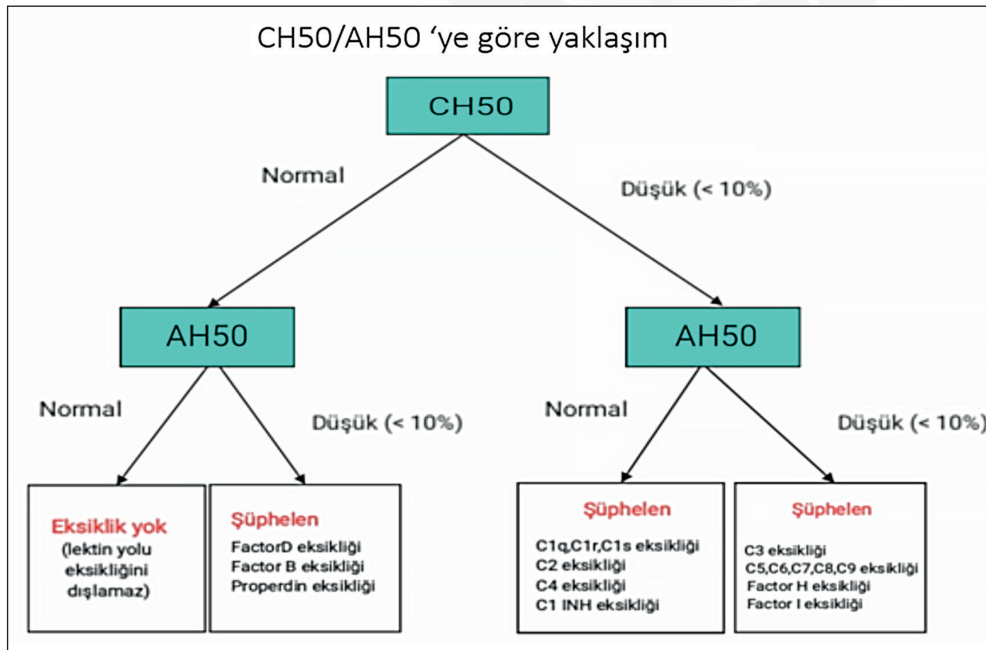 CH50/AH50 ‘ye göre yaklaşım
CH50
Normal
Düşük (< 10%)
AH50
AH50
Normal
Düşük (< 10%)
Normal
Düşük (< 10%)
Eksiklik yok
(lektin yolu
eksikliğini
dışlamaz)
Şüphelen
FactorD eksikliği
Factor B eksikliği
Properdin eksikliği
Şüphelen
C1q,C1r,C1s eksikliği
C2 eksikliği
C4 eksikliği
C1 INH eksikliği
Şüphelen
C3 eksikliği
C5,C6,C7,C8,C9 eksikliği
Factor H eksikliği
Factor I eksikliği